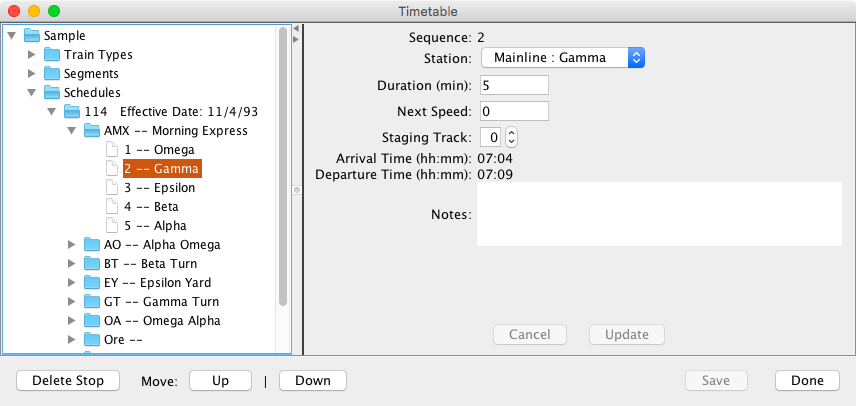 Timetable
Sample
Train Types
Segments
Schedules
114 Effective Date: 11/4/93
AMX -- Morning Express
1 -- Omega
2 -- Gamma
3 -- Epsilon
4 -- Beta
5 -- Alpha
AO -- Alpha Omega
BT -- Beta Turn
EY -- Epsilon Yard
GT -- Gamma Turn
OA -- Omega Alpha
Ore --
Sequence: 2
Station: Mainline : Gamma
Duration (min): 5
Next Speed: 0
Staging Track: 0
Arrival Time (hh:mm): 07:04
Departure Time (hh:mm): 07:09
Notes:
Cancel Update
Delete Stop Move: Up | Down Save Done